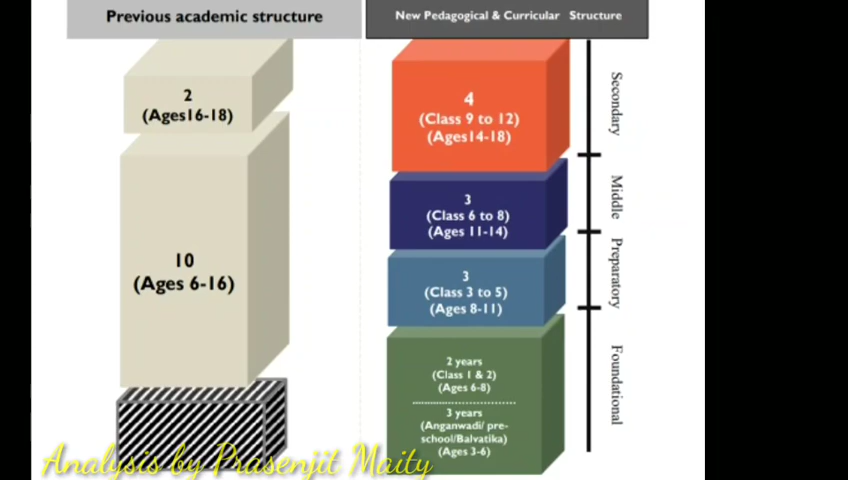 Previous academic structure
New Pedagogical & Curricular Structure
2
(Ages16-18)
10
(Ages 6-16)
4
(Class 9 to 12)
(Ages14-18)
3
(Class 6 to 8)
(Ages 11-14)
3
(Class 3 to 5)
(Ages 8-11)
2 years
(Class 1 & 2)
(Ages 6-8)
3 years
(Anganwadi/ pre-
school/Balvatika)
(Ages 3-6)
Secondary
Middle
Preparatory
Foundational
Analysis by Prasenjit Maity